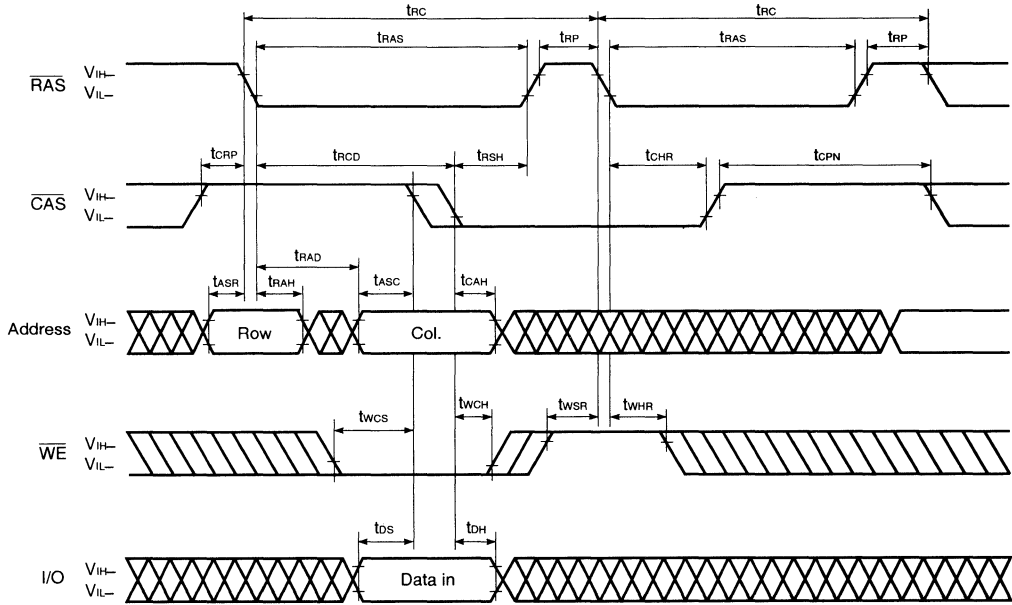 tRC tRC
tRAS tRP tRAS tRP
RAS VIH– VIL–
tCRP tRCD tRSH tCHR tCPN
CAS VIH– VIL–
tRAD
tASR tRAH tASC tCAH
Address VIH– VIL– Row Col.
tWCS tWCH tWSR tWHR
WE VIH– VIL–
tDS tDH
I/O VIH– VIL– Data in